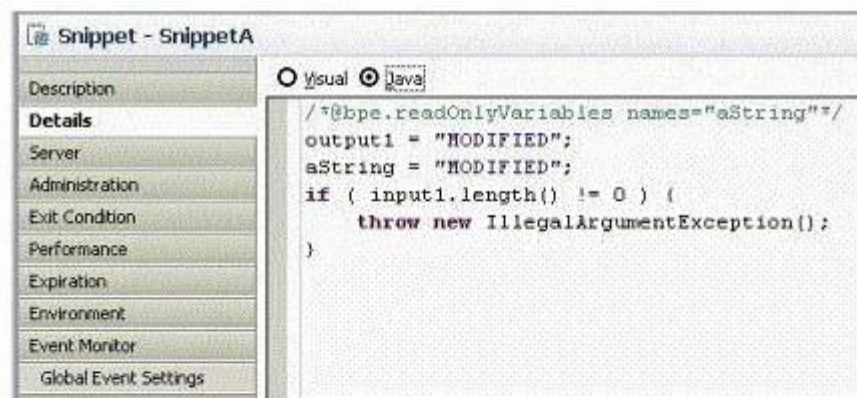 Snippet - SnippetA
Description
Details
Server
Administration
Exit Condition
Performance
Expiration
Environment
Event Monitor
Global Event Settings
Visual Java
/*@bpe.readOnlyVariables names="aString"*/
output1 = "MODIFIED";
aString = "MODIFIED";
if ( input1.length() != 0 ) {
throw new IllegalArgumentException();
}